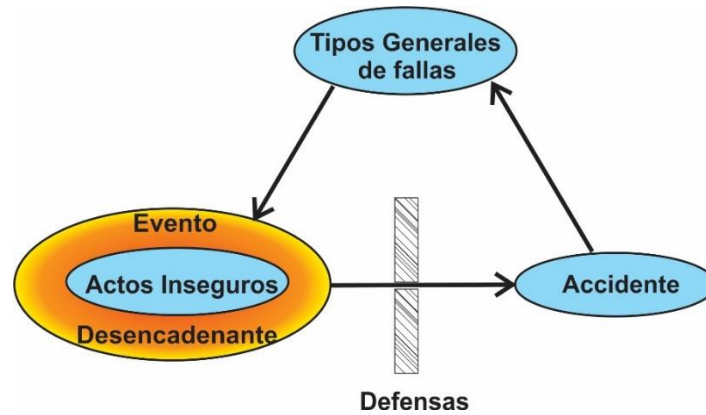 Tipos Generales
de fallas
Evento
Actos Inseguros
Desencadenante
Accidente
Defensas